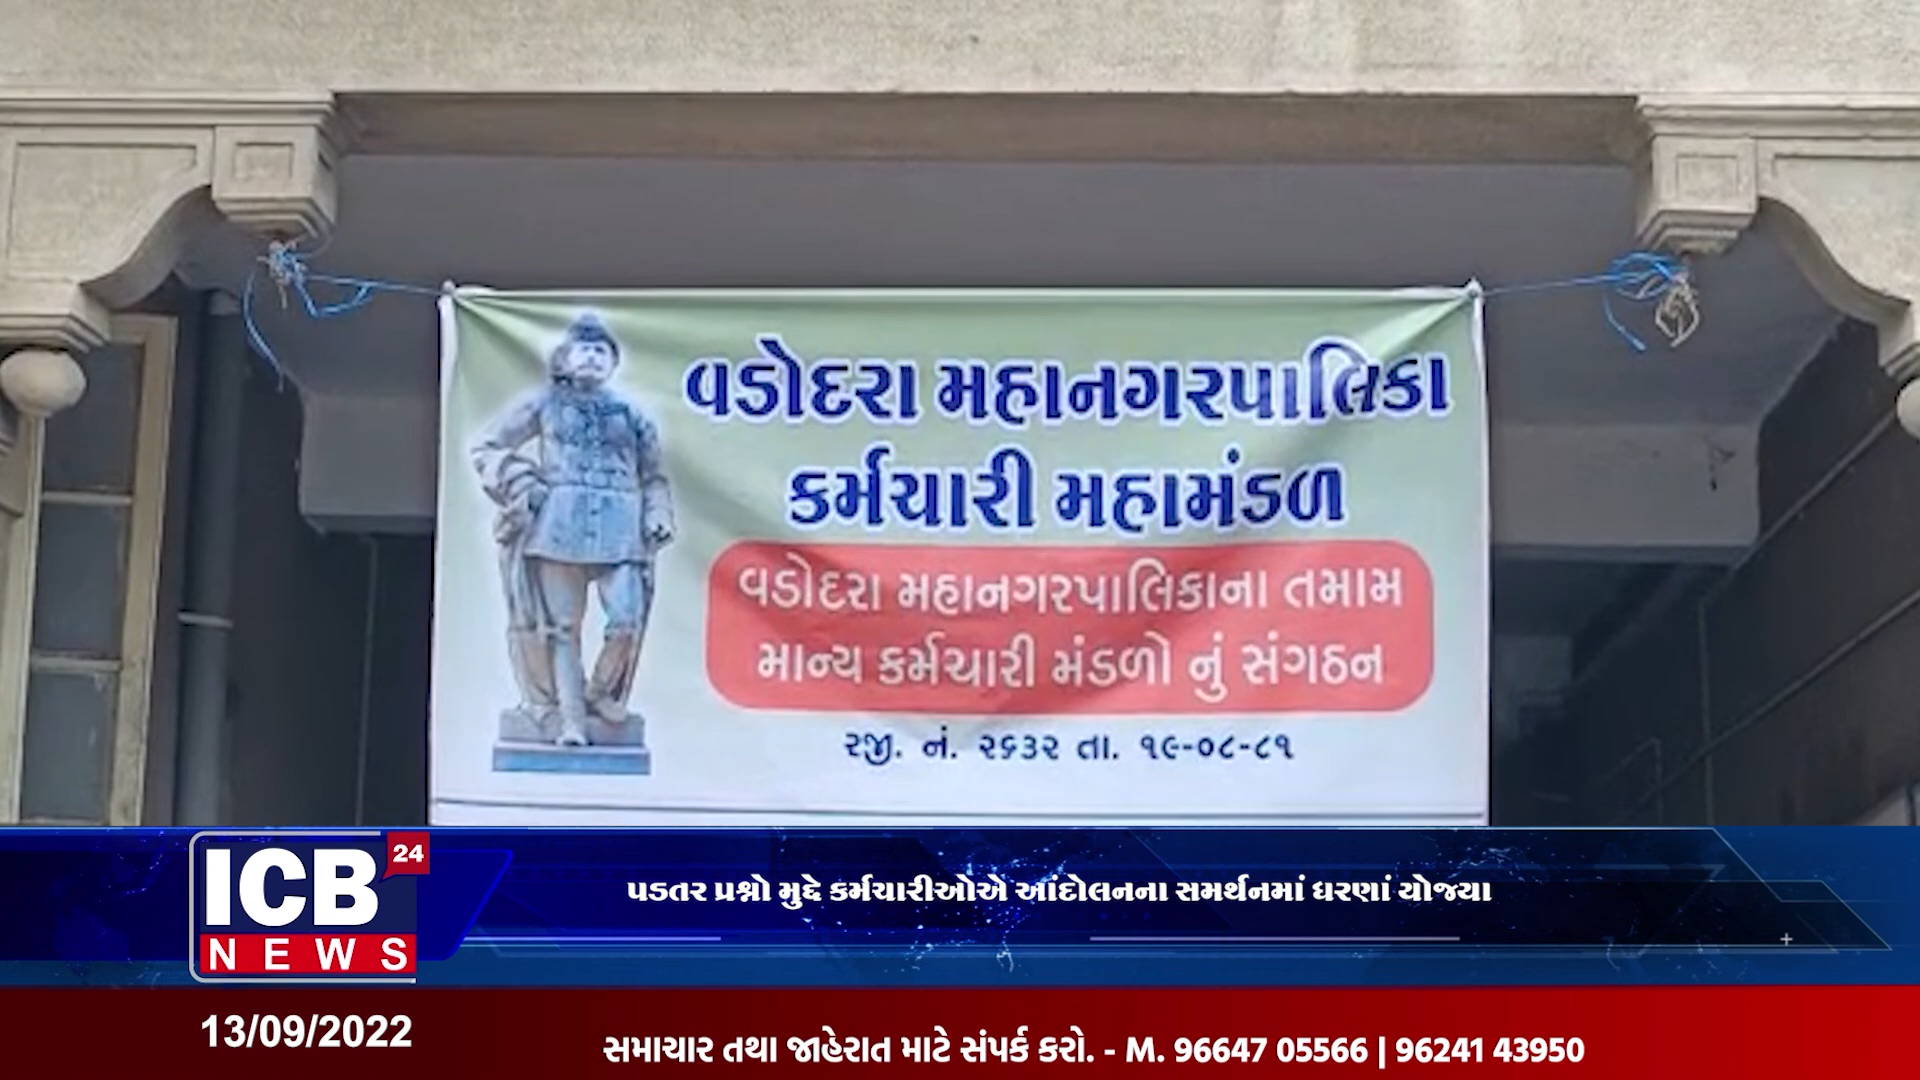 વડોદરા મહાનગરપાલિકા
કર્મચારી મહામંડળ
વડોદરા મહાનગરપાલિકાના તમામ
માન્ય કર્મચારી મંડળો નું સંગઠન
રજી. નં. ૨૬૩૨ તા. ૧૯-૦૮-૮૧
ICB 24
NEWS
પડતર પ્રશ્નો મુદ્દે કર્મચારીઓએ આંદોલનના સમર્થનમાં ધરણાં યોજ્યા
13/09/2022
સમાચાર તથા જાહેરાત માટે સંપર્ક કરો. - M. 96647 05566 | 96241 43950